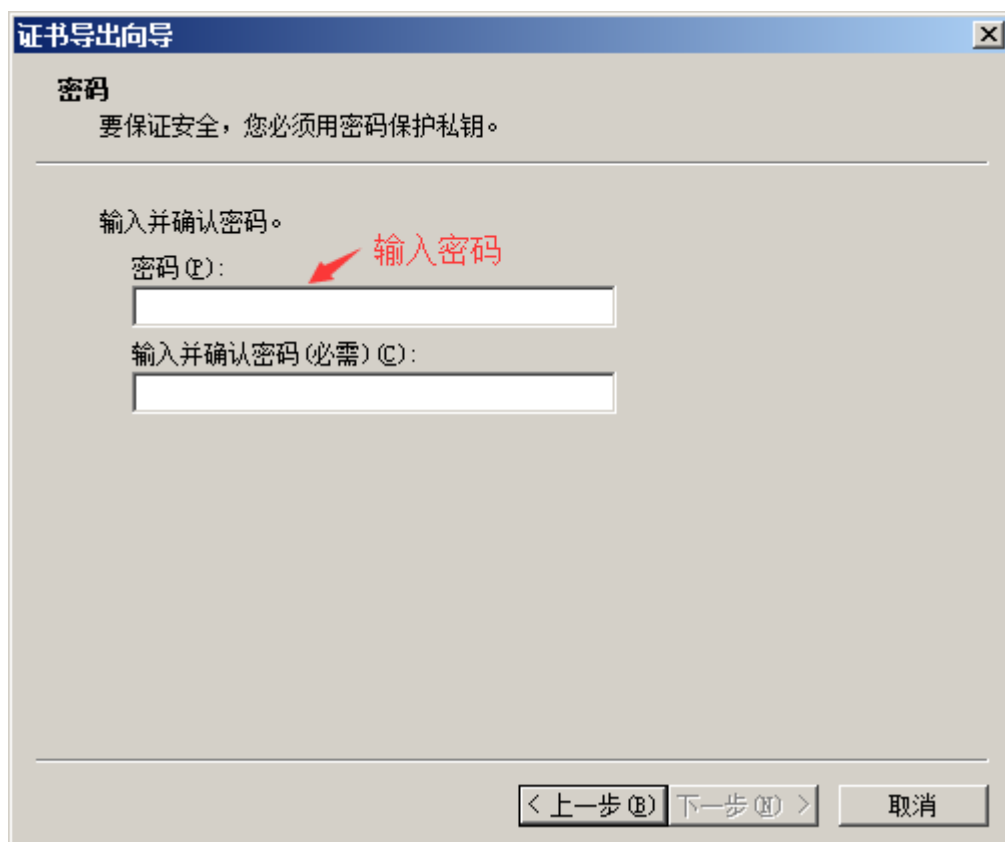 证书导出向导
密码
要保证安全，您必须用密码保护私钥。
输入并确认密码。
输入密码
密码(P):
输入并确认密码(必需)(C):
< 上一步(B) 下一步(N) > 取消